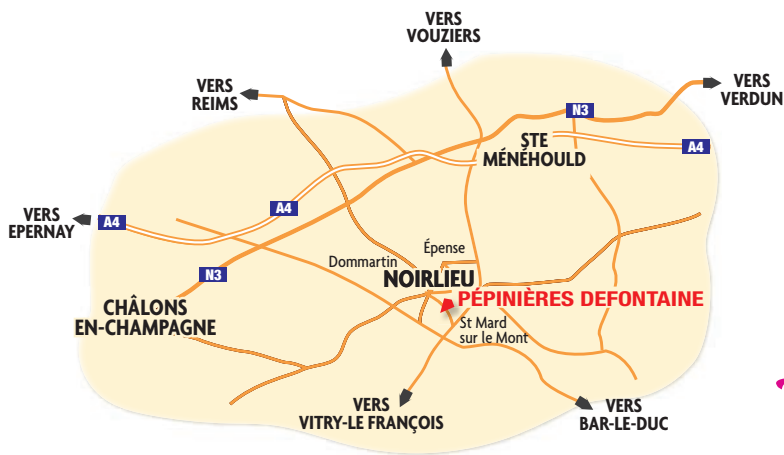 VERS
VOUZIERS
VERS
REIMS
VERS
VERDUN
N3
STE
MÉNÉHOULD
A4
A4
VERS
EPERNAY
A4
Épense
Dommartin
N3
NOIRLIEU
PÉPINIÈRES DEFONTAINE
CHÂLONS
EN-CHAMPAGNE
St Mard
sur le Mont
VERS
VITRY-LE FRANÇOIS
VERS
BAR-LE-DUC